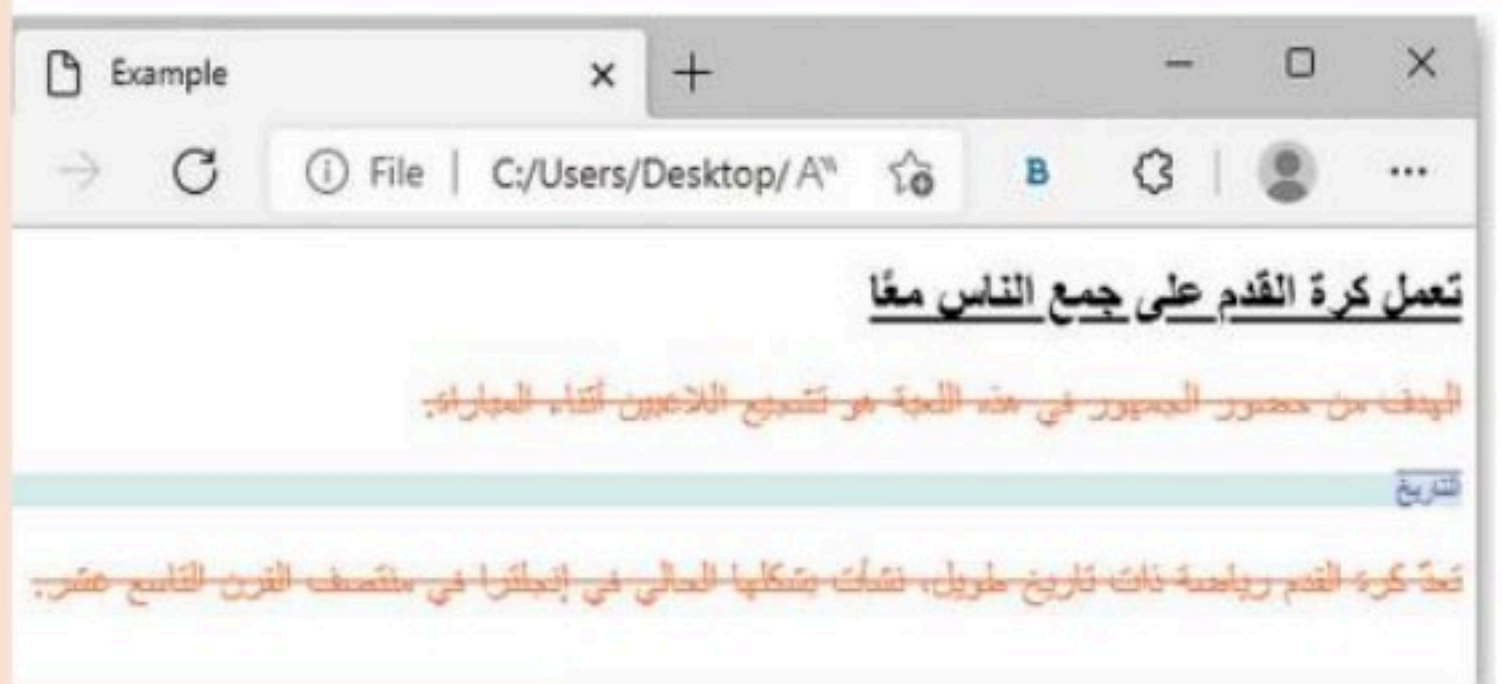 Example
File | C:/Users/Desktop/ A
B
تعمل كرة القدم على جمع الناس معًا
الهدف من حضور الجمهور في هذه اللعبة هو تشجيع اللاعبين أثناء المباراة.
التاريخ
تعدّ كرة القدم رياضة ذات تاريخ طويل، نشأت بشكلها الحالي في إنجلترا في منتصف القرن التاسع عشر.